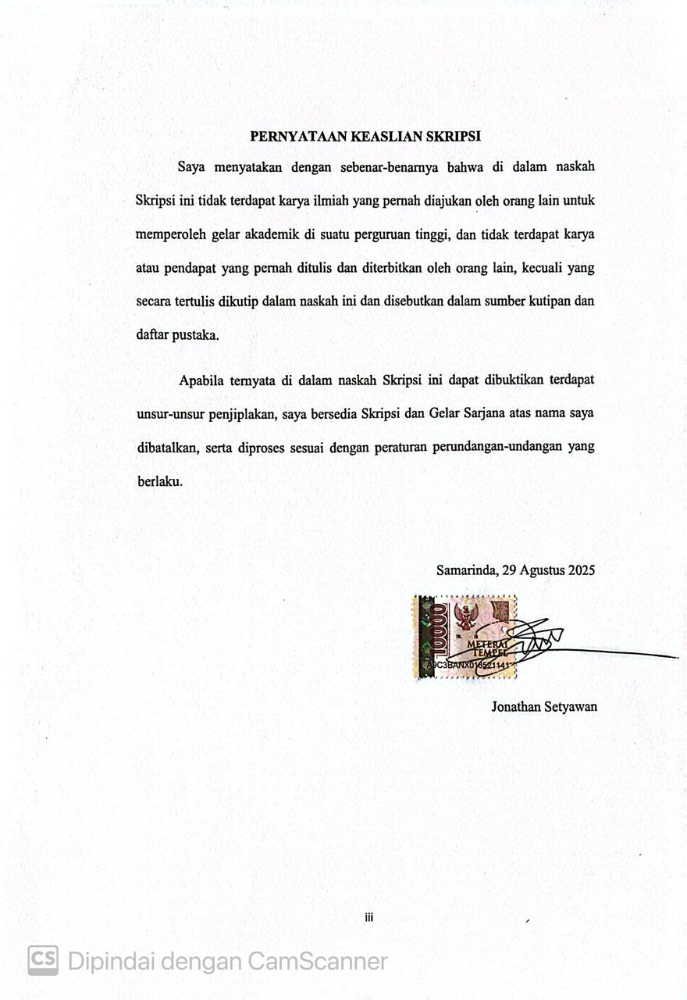 PERNYATAAN KEASLIAN SKRIPSI
Saya menyatakan dengan sebenar-benarnya bahwa di dalam naskah
Skripsi ini tidak terdapat karya ilmiah yang pernah diajukan oleh orang lain untuk
memperoleh gelar akademik di suatu perguruan tinggi, dan tidak terdapat karya
atau pendapat yang pernah ditulis dan diterbitkan oleh orang lain, kecuali yang
secara tertulis dikutip dalam naskah ini dan disebutkan dalam sumber kutipan dan
daftar pustaka.
Apabila ternyata di dalam naskah Skripsi ini dapat dibuktikan terdapat
unsur-unsur penjiplakan, saya bersedia Skripsi dan Gelar Sarjana atas nama saya
dibatalkan, serta diproses sesuai dengan peraturan perundangan-undangan yang
berlaku.
Samarinda, 29 Agustus 2025
10000
METERAI
TEMPEL
Jonathan Setyawan
iii
CS Dipindai dengan CamScanner